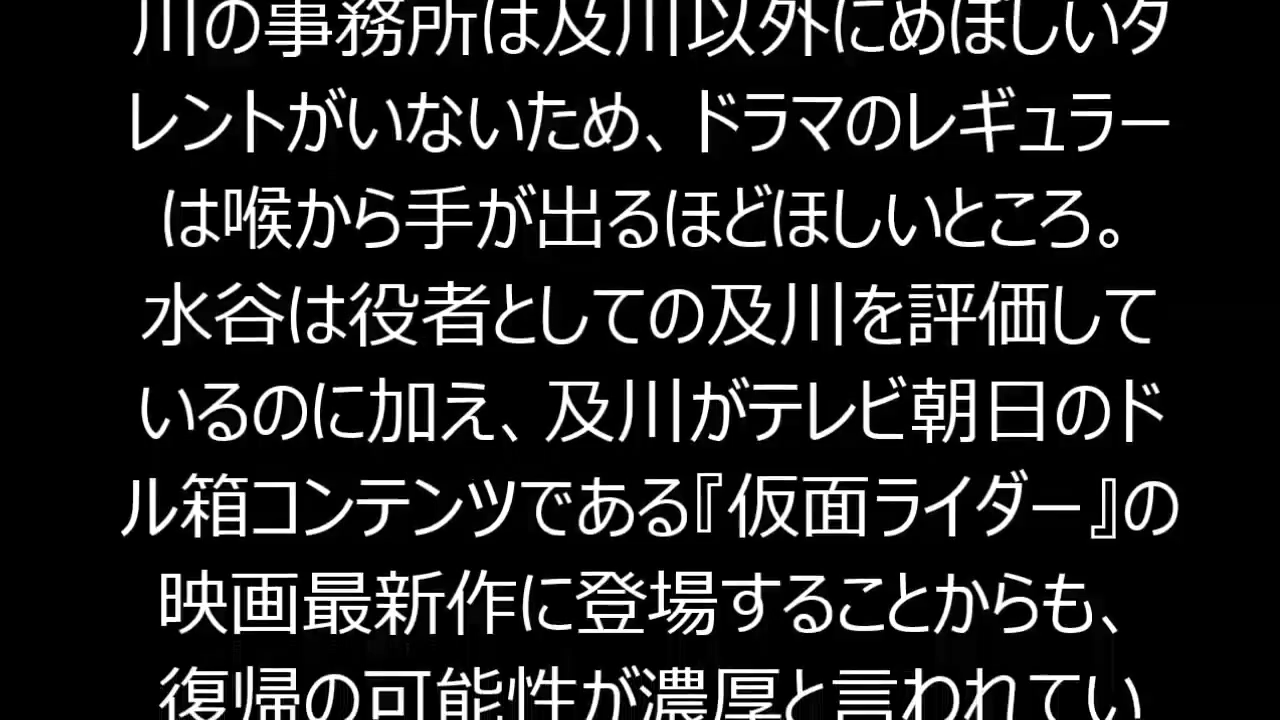 川の事務所は及川以外にめぼしいタ
レントがいないため、ドラマのレギュラー
は喉から手が出るほどほしいところ。
水谷は役者としての及川を評価して
いるのに加え、及川がテレビ朝日のド
ル箱コンテンツである『仮面ライダー』の
映画最新作に登場することからも、
復帰の可能性が濃厚と言われてい